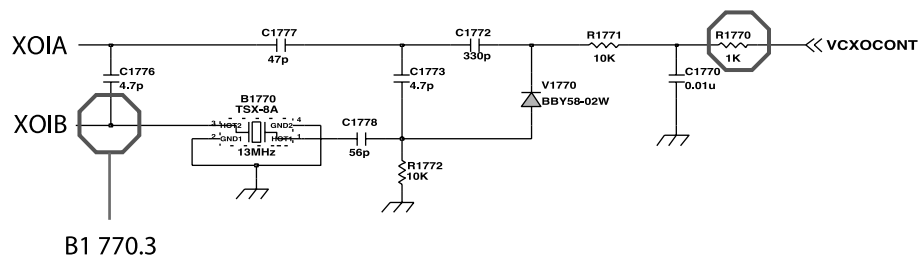 XOIA
C1777
47p
C1772
330p
R1771
10K
R1770
1K
VCXOCONT
C1776
4.7p
C1773
4.7p
V1770
BBY58-02W
C1770
0.01u
XOIB
B1770
TSX-8A
3 HOT2 GND2 4
2 GND1 HOT1 1
13MHz
C1778
56p
R1772
10K
B1 770.3